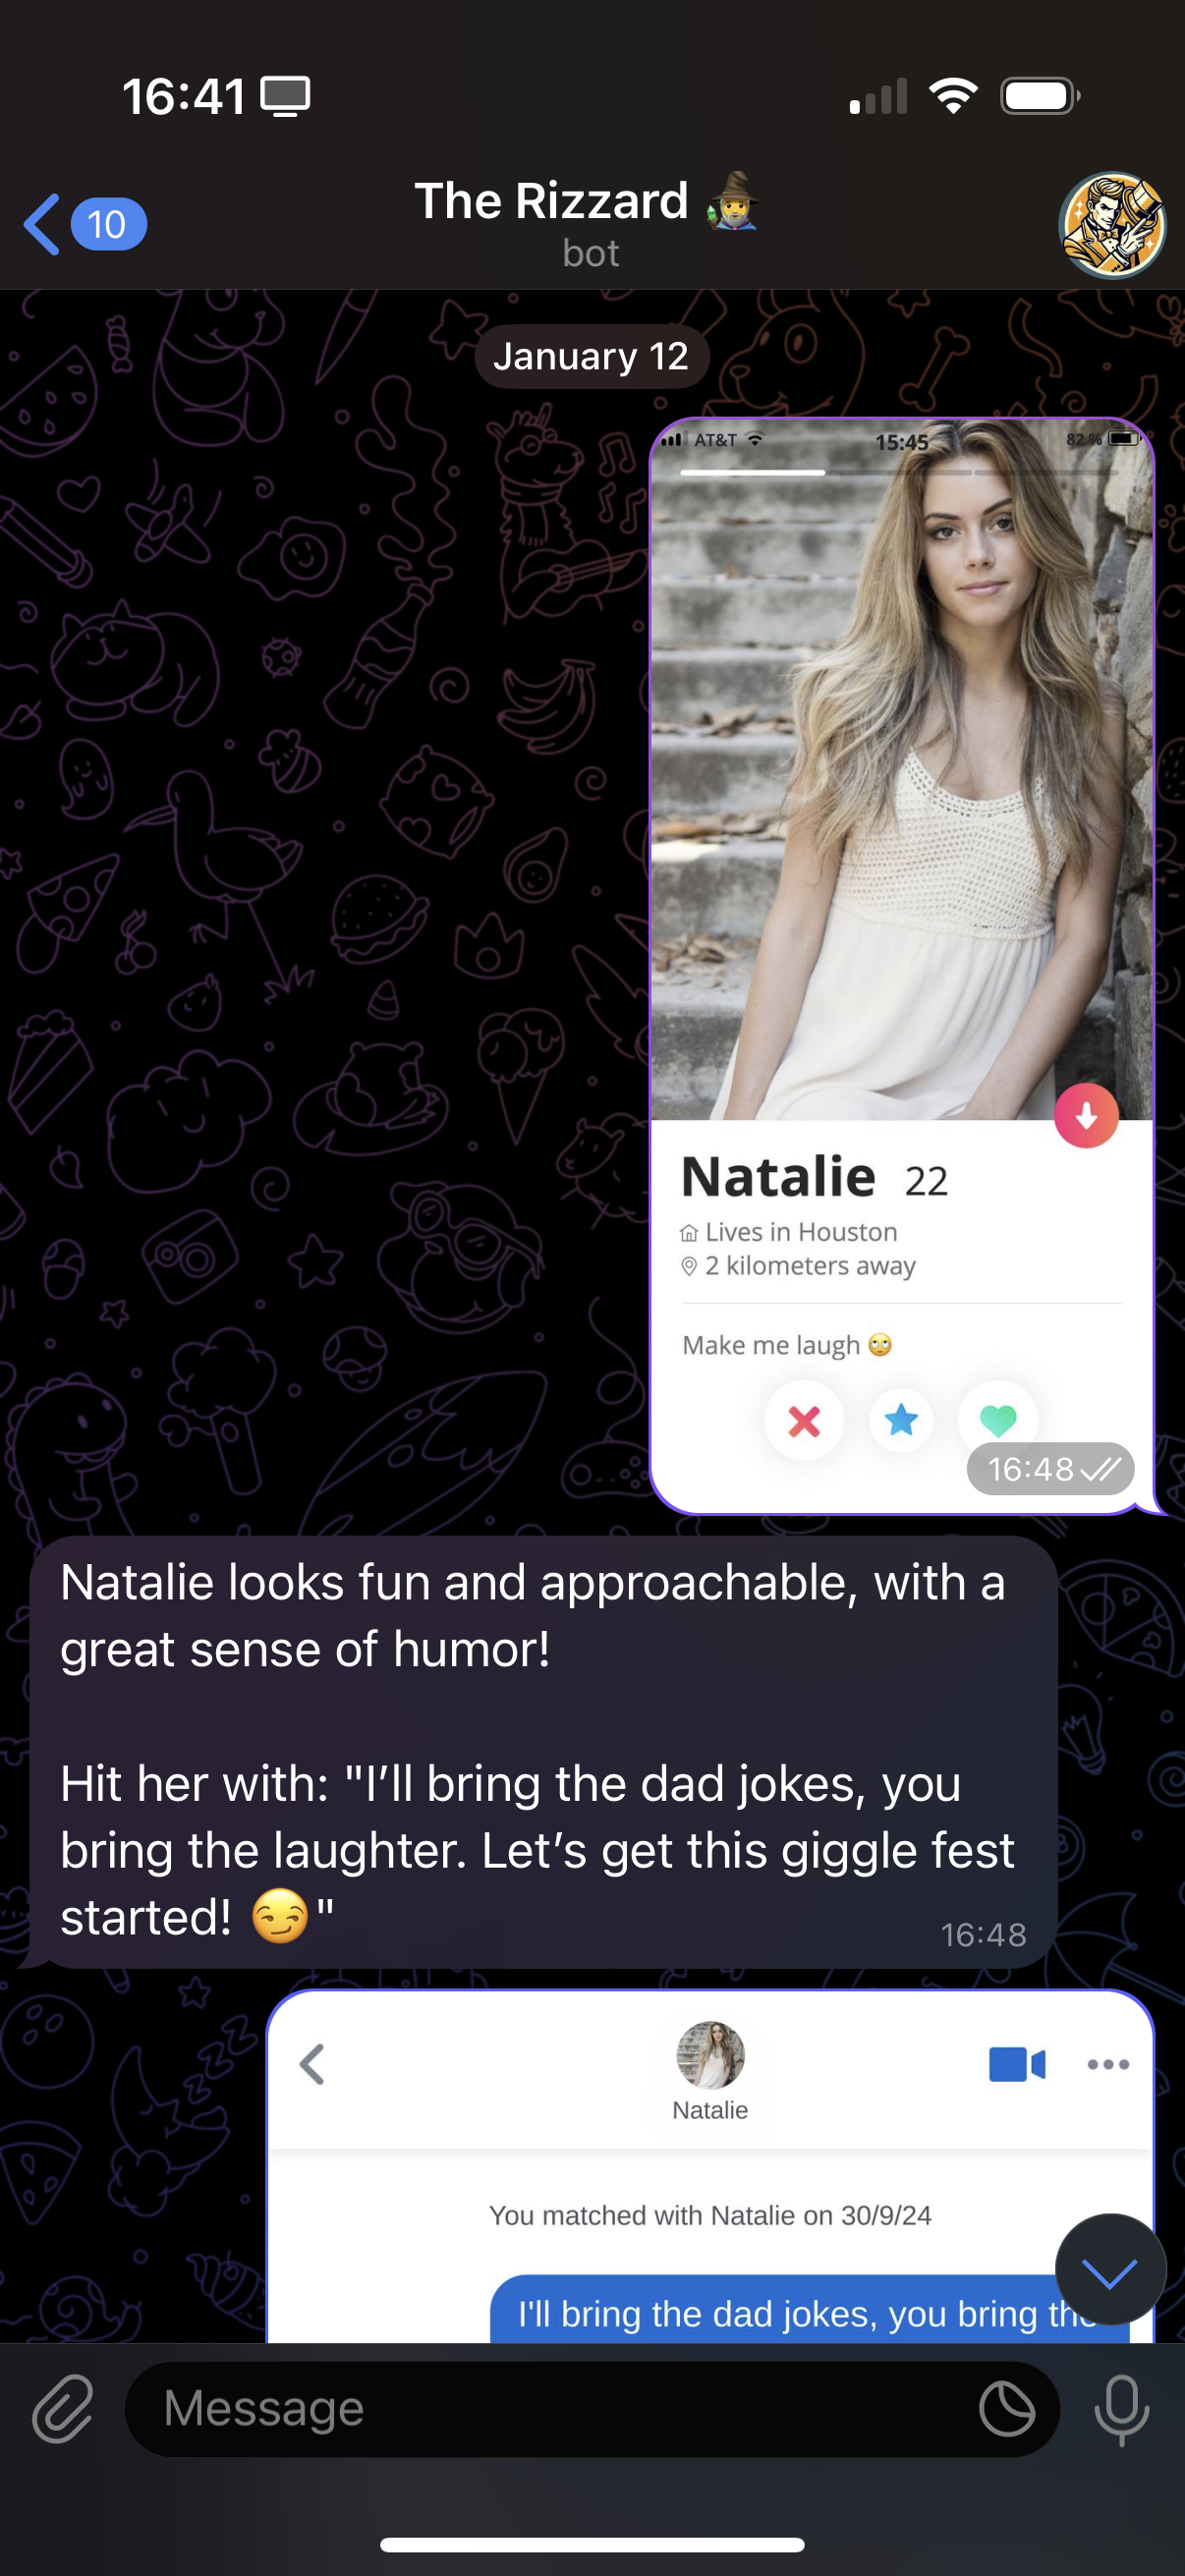 16:41
10
The Rizzard 🧙‍♂️
bot
January 12
AT&T 15:45 82 %
Natalie 22
Lives in Houston
2 kilometers away
Make me laugh 🙄
16:48
Natalie looks fun and approachable, with a
great sense of humor!
Hit her with: "I’ll bring the dad jokes, you
bring the laughter. Let’s get this giggle fest
started! 😏"
16:48
Natalie
You matched with Natalie on 30/9/24
I'll bring the dad jokes, you bring the
Message